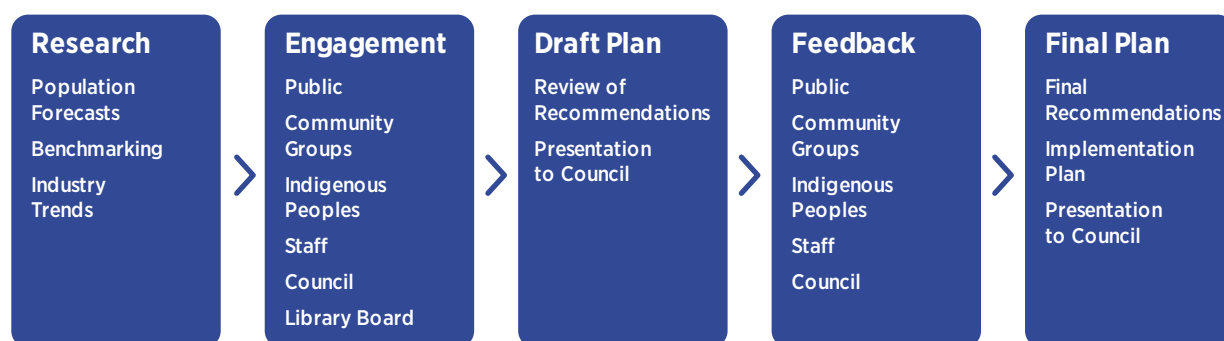 Research
Population
Forecasts
Benchmarking
Industry
Trends
Engagement
Public
Community
Groups
Indigenous
Peoples
Staff
Council
Library Board
Draft Plan
Review of
Recommendations
Presentation
to Council
Feedback
Public
Community
Groups
Indigenous
Peoples
Staff
Council
Final Plan
Final
Recommendations
Implementation
Plan
Presentation
to Council